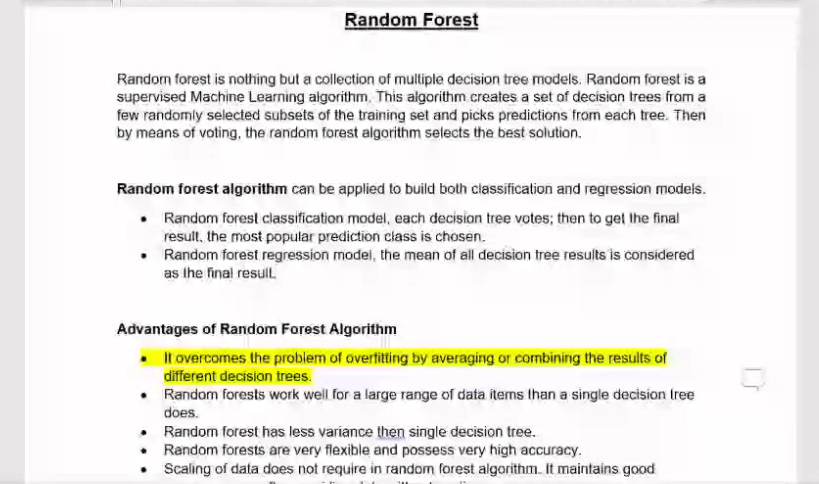 Random Forest
Random forest is nothing but a collection of multiple decision tree models. Random forest is a
supervised Machine Learning algorithm. This algorithm creates a set of decision trees from a
few randomly selected subsets of the training set and picks predictions from each tree. Then
by means of voting, the random forest algorithm selects the best solution.
Random forest algorithm can be applied to build both classification and regression models.
• Random forest classification model, each decision tree votes; then to get the final
result, the most popular prediction class is chosen.
• Random forest regression model, the mean of all decision tree results is considered
as the final result.
Advantages of Random Forest Algorithm
• It overcomes the problem of overfitting by averaging or combining the results of
different decision trees.
• Random forests work well for a large range of data items than a single decision tree
does.
• Random forest has less variance then single decision tree.
• Random forests are very flexible and possess very high accuracy.
• Scaling of data does not require in random forest algorithm. It maintains good